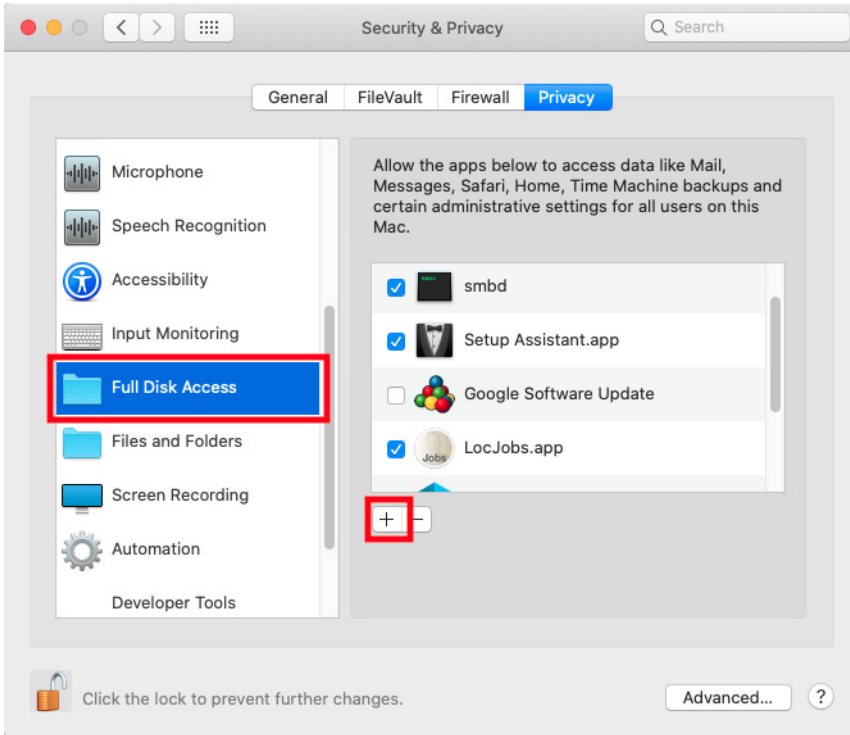 Security & Privacy
Search
General
FileVault
Firewall
Privacy
Microphone
Speech Recognition
Accessibility
Input Monitoring
Full Disk Access
Files and Folders
Screen Recording
Automation
Developer Tools
Allow the apps below to access data like Mail,
Messages, Safari, Home, Time Machine backups and
certain administrative settings for all users on this
Mac.
smbd
Setup Assistant.app
Google Software Update
Jobs
LocJobs.app
+
−
Click the lock to prevent further changes.
Advanced...
?